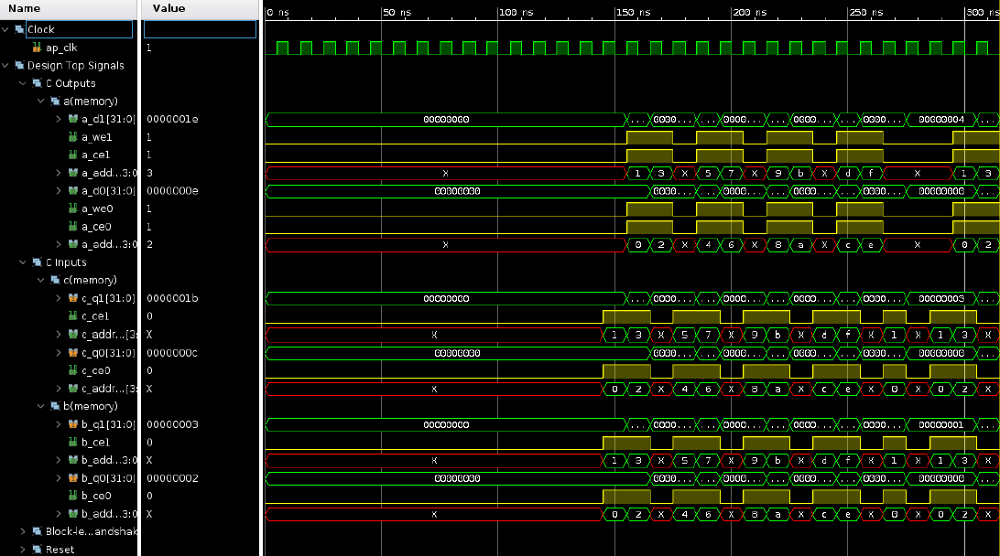 Name Value 0 ns 50 ns 100 ns 150 ns 200 ns 250 ns 300 ns
Clock
ap_clk 1
Design Top Signals
C Outputs
a(memory)
a_d1[31:0] 0000001e 00000000 ... 0000... ... 0000... ... 0000... ... 0000... 00000004 ...
a_we1 1
a_ce1 1
a_add...3:0 3 X 1 3 X 5 7 X 9 b X d f X 1 3
a_d0[31:0] 0000000e 00000000 0000... ... 0000... ... 0000... ... 0000... 00000000 ...
a_we0 1
a_ce0 1
a_add...3:0 2 X 0 2 X 4 6 X 8 a X c e X 0 2
C Inputs
c(memory)
c_q1[31:0] 0000001b 00000000 ... 0000... ... 0000... ... 0000... ... 0000... 00000003 ...
c_ce1 0
c_addr...[3: X X 1 3 X 5 7 X 9 b X d f X 1 X 1 3 X
c_q0[31:0] 0000000c 00000000 0000... ... 0000... ... 0000... ... 0000... 00000000 ...
c_ce0 0
c_addr...[3: X X 0 2 X 4 6 X 8 a X c e X 0 X 0 2 X
b(memory)
b_q1[31:0] 00000003 00000000 ... 0000... ... 0000... ... 0000... ... 0000... 00000001 ...
b_ce1 0
b_add...3:0 X X 1 3 X 5 7 X 9 b X d f X 1 X 1 3 X
b_q0[31:0] 00000002 00000000 0000... ... 0000... ... 0000... ... 0000... 00000000 ...
b_ce0 0
b_add...3:0 X X 0 2 X 4 6 X 8 a X c e X 0 X 0 2 X
Block-le...andshak
Reset